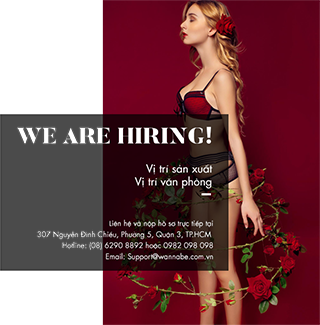 WE ARE HIRING!
Vị trí sản xuất
Vị trí văn phòng
Liên hệ và nộp hồ sơ trực tiếp tại
307 Nguyễn Đình Chiểu, Phường 5, Quận 3, TP.HCM
Hotline: (08) 6290 8892 hoặc 0982 098 098
Email: Support@wannabe.com.vn